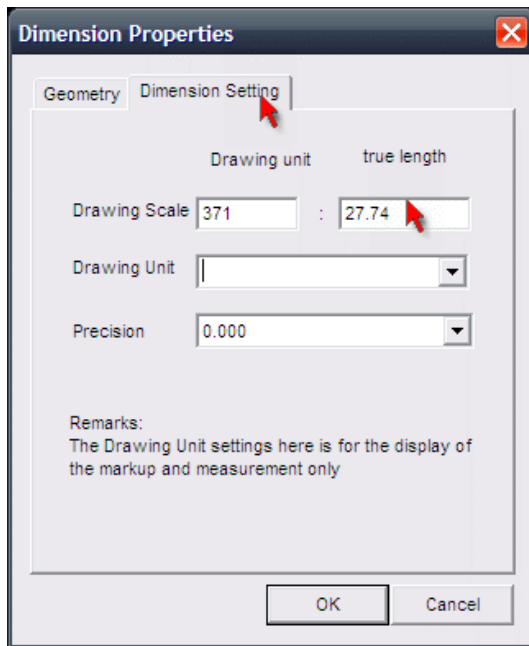 Dimension Properties
Geometry Dimension Setting
Drawing unit true length
Drawing Scale 371 : 27.74
Drawing Unit
Precision 0.000
Remarks:
The Drawing Unit settings here is for the display of
the markup and measurement only
OK Cancel